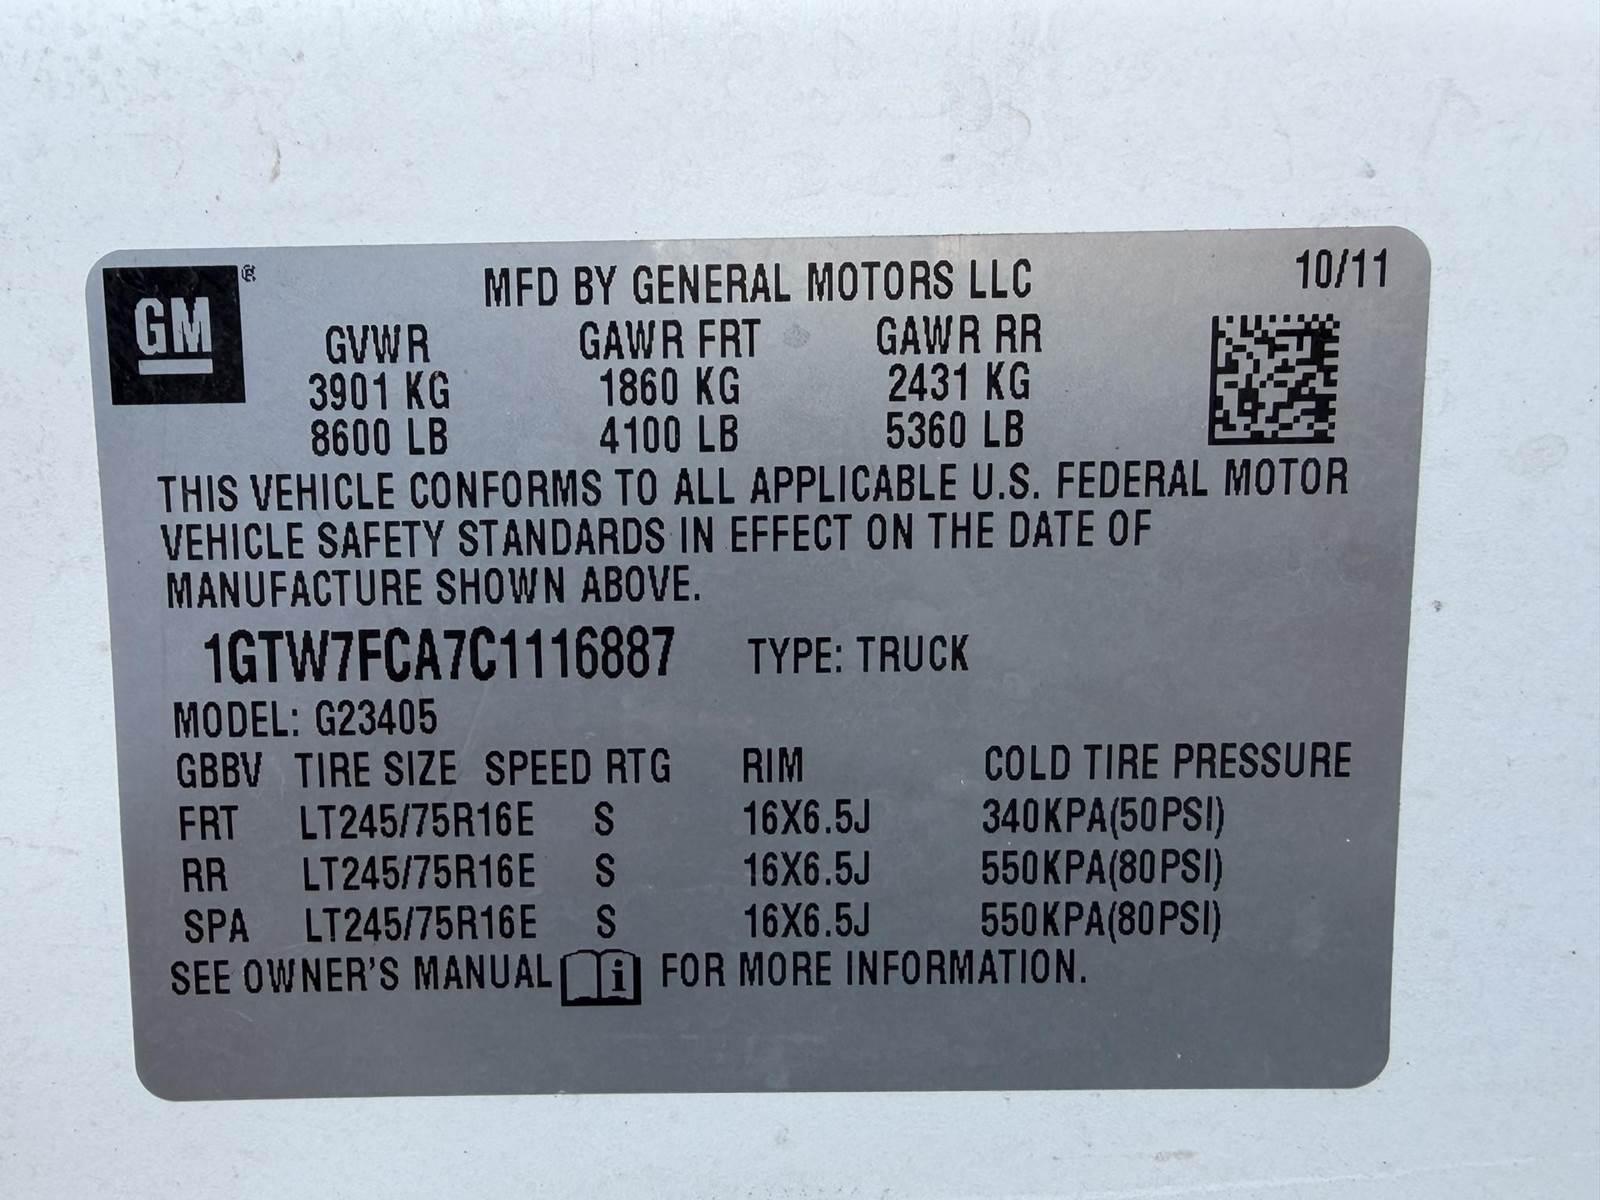 GM ® MFD BY GENERAL MOTORS LLC 10/11
GVWR GAWR FRT GAWR RR
3901 KG 1860 KG 2431 KG
8600 LB 4100 LB 5360 LB
THIS VEHICLE CONFORMS TO ALL APPLICABLE U.S. FEDERAL MOTOR
VEHICLE SAFETY STANDARDS IN EFFECT ON THE DATE OF
MANUFACTURE SHOWN ABOVE.
1GTW7FCA7C1116887 TYPE: TRUCK
MODEL: G23405
GBBV TIRE SIZE SPEED RTG RIM COLD TIRE PRESSURE
FRT LT245/75R16E S 16X6.5J 340KPA(50PSI)
RR LT245/75R16E S 16X6.5J 550KPA(80PSI)
SPA LT245/75R16E S 16X6.5J 550KPA(80PSI)
SEE OWNER'S MANUAL i FOR MORE INFORMATION.